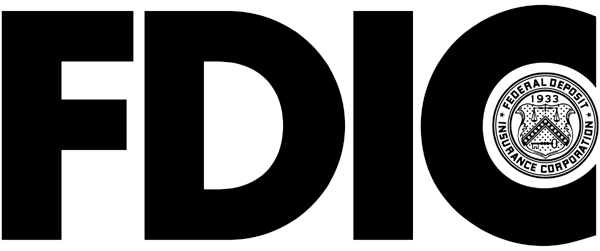 FDIC
FEDERAL DEPOSIT
1933
INSURANCE CORPORATION